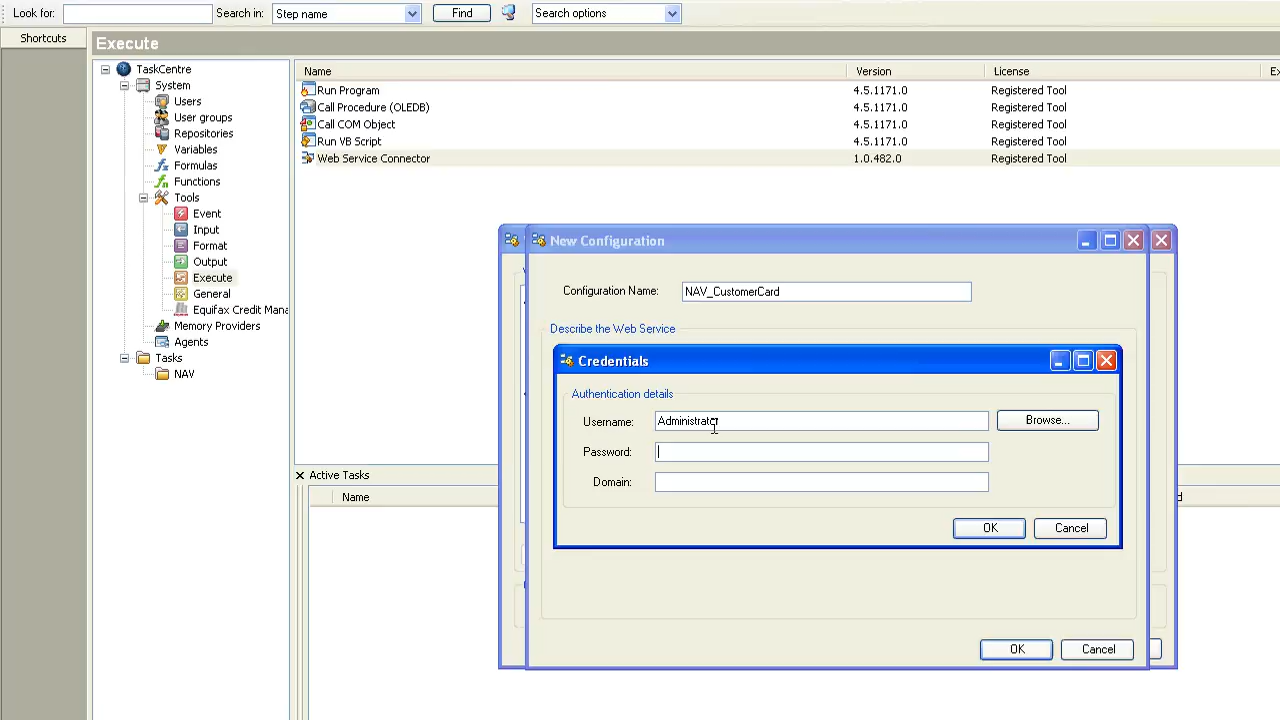 Look for:
Search in:
Step name
Find
Search options
Shortcuts
Execute
TaskCentre
System
Users
User groups
Repositories
Variables
Formulas
Functions
Tools
Event
Input
Format
Output
Execute
General
Equifax Credit Mana
Memory Providers
Agents
Tasks
NAV
Name Version License
Run Program 4.5.1171.0 Registered Tool
Call Procedure (OLEDB) 4.5.1171.0 Registered Tool
Call COM Object 4.5.1171.0 Registered Tool
Run VB Script 4.5.1171.0 Registered Tool
Web Service Connector 1.0.482.0 Registered Tool
New Configuration
Configuration Name: NAV_CustomerCard
Describe the Web Service
Credentials
Authentication details
Username: Administrator Browse...
Password:
Domain:
OK Cancel
OK Cancel
Active Tasks
Name